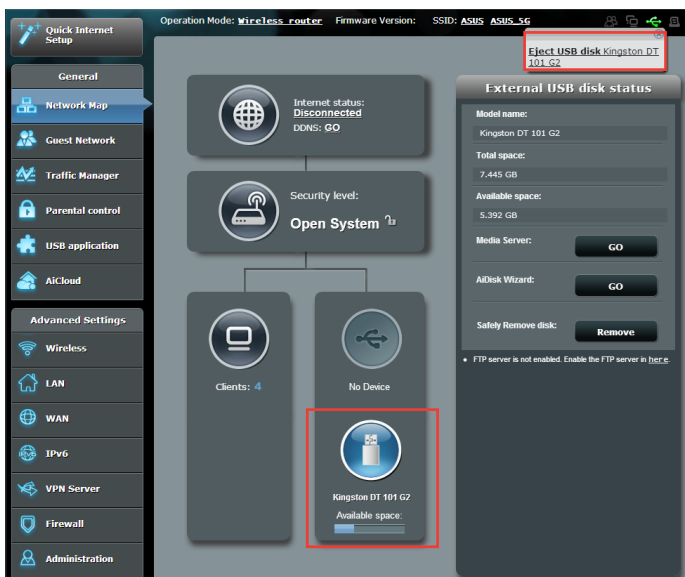 Quick Internet
Setup
Operation Mode: Wireless router Firmware Version: SSID: ASUS ASUS_5G
Eject USB disk Kingston DT
101 G2
General
Network Map
Guest Network
Traffic Manager
Parental control
USB application
AiCloud
Advanced Settings
Wireless
LAN
WAN
IPv6
VPN Server
Firewall
Administration
Internet status:
Disconnected
DDNS: GO
Security level:
Open System
Clients: 4
No Device
Kingston DT 101 G2
Available space:
External USB disk status
Model name:
Kingston DT 101 G2
Total space:
7.445 GB
Available space:
5.392 GB
Media Server: GO
AiDisk Wizard: GO
Safely Remove disk: Remove
FTP server is not enabled. Enable the FTP server in here.